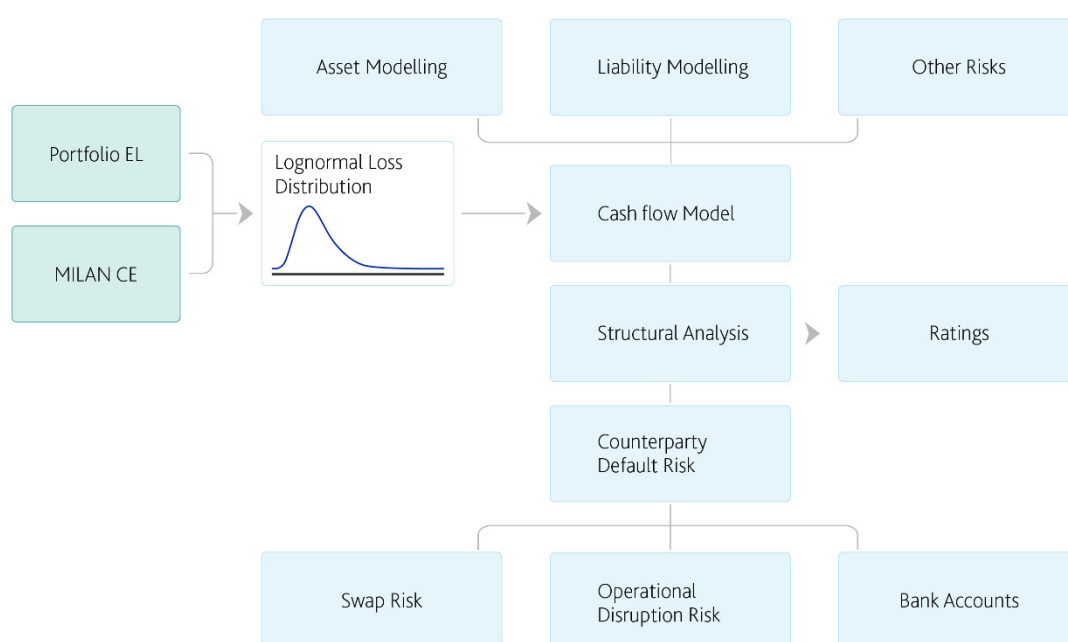 Asset Modelling
Liability Modelling
Other Risks
Portfolio EL
Lognormal Loss
Distribution
MILAN CE
Cash flow Model
Structural Analysis
Ratings
Counterparty
Default Risk
Swap Risk
Operational
Disruption Risk
Bank Accounts